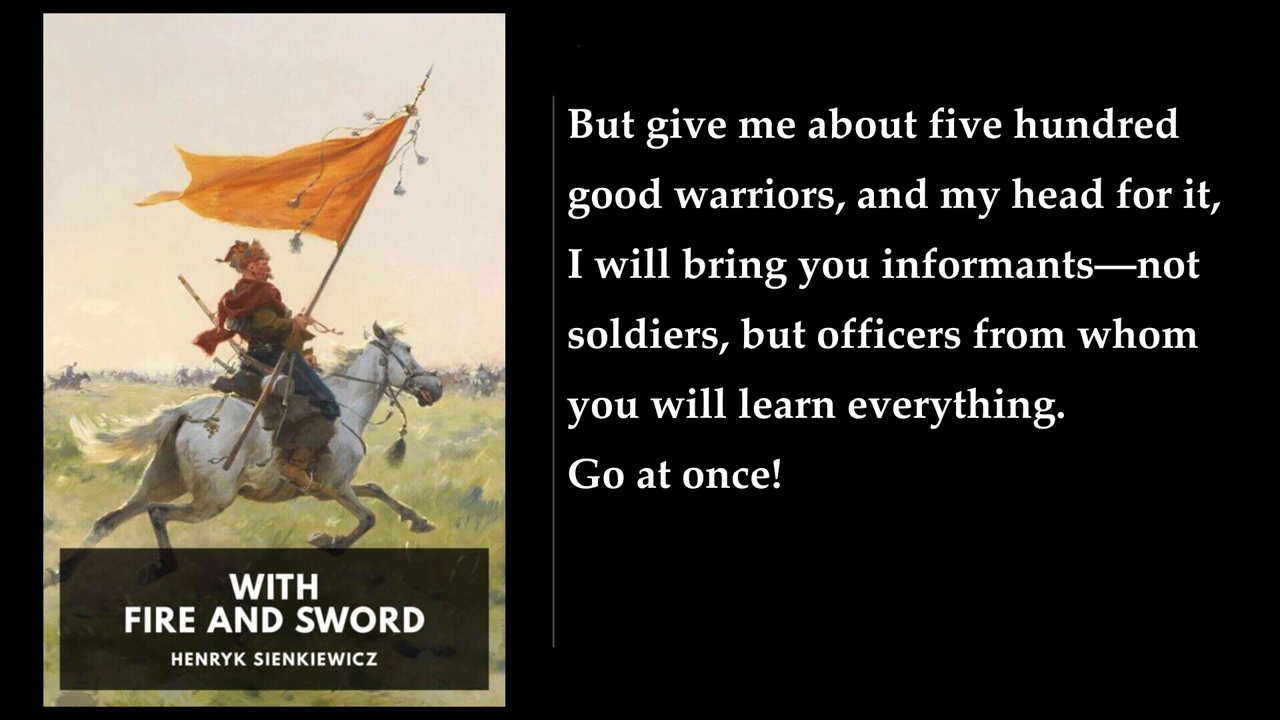 WITH
FIRE AND SWORD
HENRYK SIENKIEWICZ
But give me about five hundred
good warriors, and my head for it,
I will bring you informants—not
soldiers, but officers from whom
you will learn everything.
Go at once!